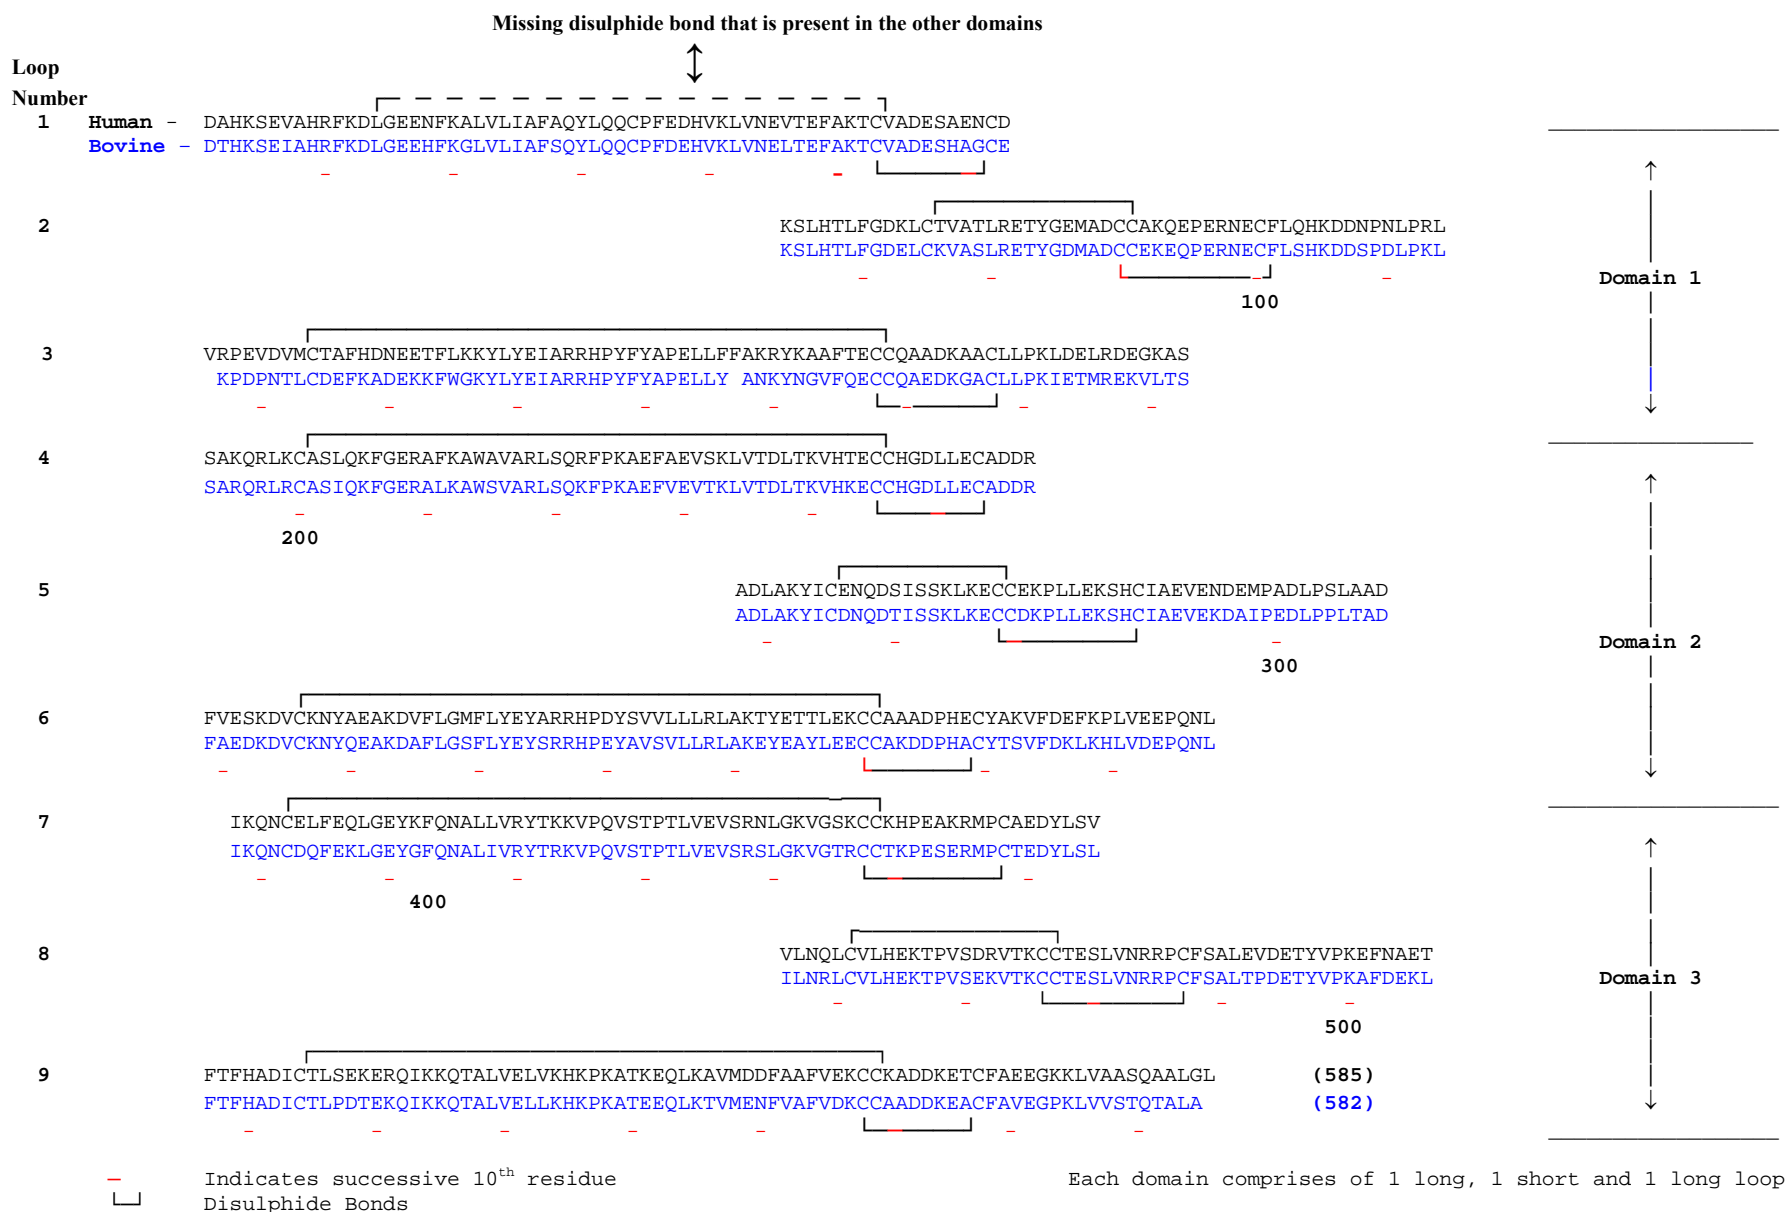 Missing disulphide bond that is present in the other domains
Loop
Number
1 Human – DAHKSEVAHRFKDLGEENFKALVLIAFAQYLQQCPFEDHVKLVNEVTEFAKTCVADESAENCD
Bovine – DTHKSEIAHRFKDLGEEHFKGLVLIAFSQYLQQCPFDEHVKLVNELTEFAKTCVADESHAGCE
2 KSLHTLFGDKLCTVATLRETYGEMADCCAKQEPERNECFLQHKDDNPNLPRL
KSLHTLFGDELCKVASLRETYGDMADCCEKEQPERNECFLSHKDDSPDLPKL
Domain 1
100
3 VRPEVDVMCTAFHDNEETFLKKYLYEIARRHPYFYAPELLFFAKRYKAAFTECCQAADKAACLLPKLDELRDEGKAS
KPDPNTLCDEFKADEKKFWGKYLYEIARRHPYFYAPELLY ANKYNGVFQECCQAEDKGACLLPKIETMREKVLTS
4 SAKQRLKCASLQKFGERAFKAWAVARLSQRFPKAEFAEVSKLVTDLTKVHTECCHGDLLECADDR
SARQRLRCASIQKFGERALKAWSVARLSQKFPKAEFVEVTKLVTDLTKVHKECCHGDLLECADDR
200
5 ADLAKYICENQDSISSKLKECCEKPLLEKSHCIAEVENDEMPADLPSLAAD
ADLAKYICDNQDTISSKLKECCDKPLLEKSHCIAEVEKDAIPEDLPPLTAD
Domain 2
300
6 FVESKDVCKNYAEAKDVFLGMFLYEYARRHPDYSVVLLLRLAKTYETTLEKCCAAADPHECYAKVFDEFKPLVEEPQNL
FAEDKDVCKNYQEAKDAFLGSFLYEYSRRHPEYAVSVLLRLAKEYEAYLEECCAKDDPHACYTSVFDKLKHLVDEPQNL
7 IKQNCELFEQLGEYKFQNALLVRYTKKVPQVSTPTLVEVSRNLGKVGSKCCKHPEAKRMPCAEDYLSV
IKQNCDQFEKLGEYGFQNALIVRYTRKVPQVSTPTLVEVSRSLGKVGTRCCTKPESERMPCTEDYLSL
400
8 VLNQLCVLHEKTPVSDRVTKCCTESLVNRRPCFSALEVDETYVPKEFNAET
ILNRLCVLHEKTPVSEKVTKCCTESLVNRRPCFSALTPDETYVPKAFDEKL
Domain 3
500
9 FTFHADICTLSEKERQIKKQTALVELVKHKPKATKEQLKAVMDDFAAFVEKCCKADDKETCFAEEGKKLVAASQAALGL (585)
FTFHADICTLPDTEKQIKKQTALVELLKHKPKATEEQLKTVMENFVAFVDKCCAADDKEACFAVEGPKLVVSTQTALA (582)
Indicates successive 10th residue
Each domain comprises of 1 long, 1 short and 1 long loop
Disulphide Bonds